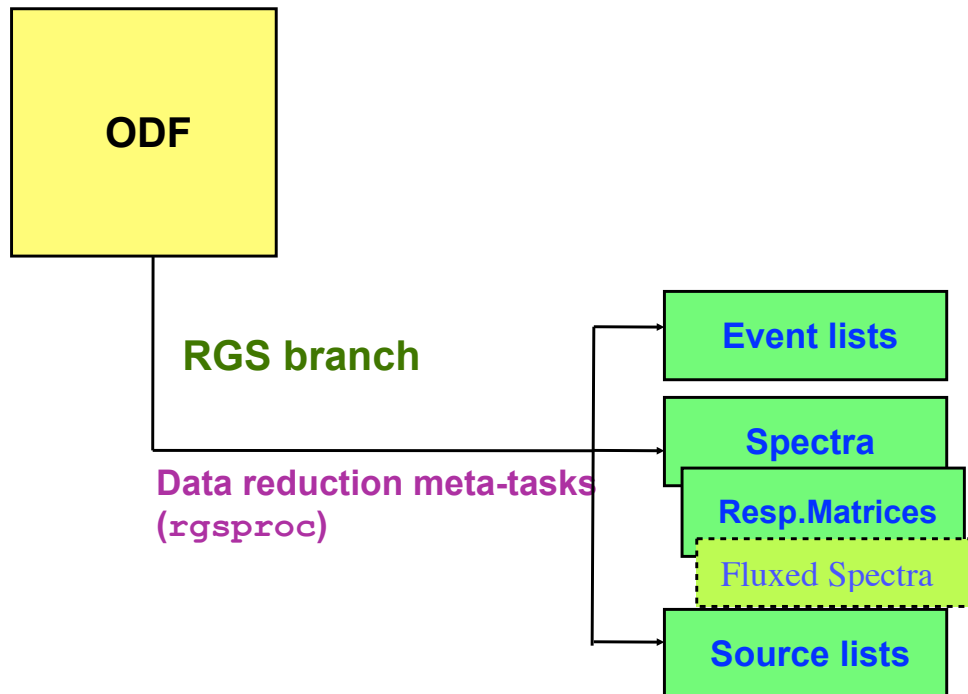 ODF
RGS branch
Data reduction meta-tasks
(rgsproc)
Event lists
Spectra
Resp.Matrices
Fluxed Spectra
Source lists